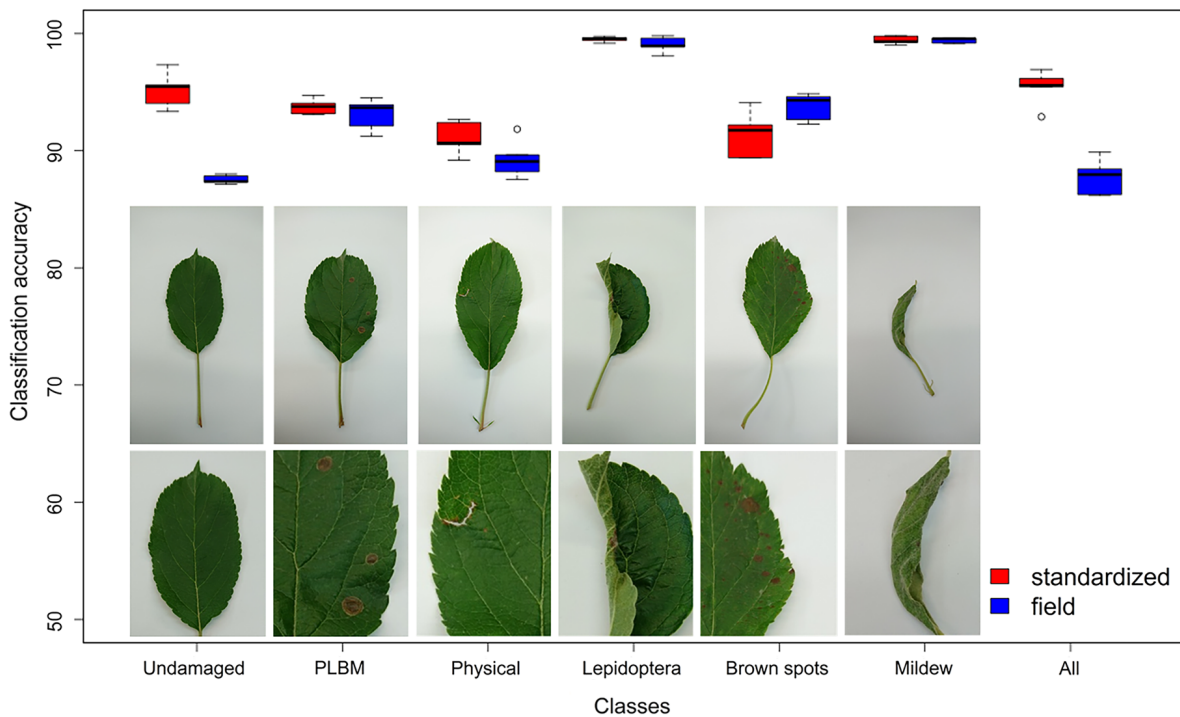 Classification accuracy
100
90
80
70
60
50
standardized
field
Undamaged
PLBM
Physical
Lepidoptera
Brown spots
Mildew
All
Classes